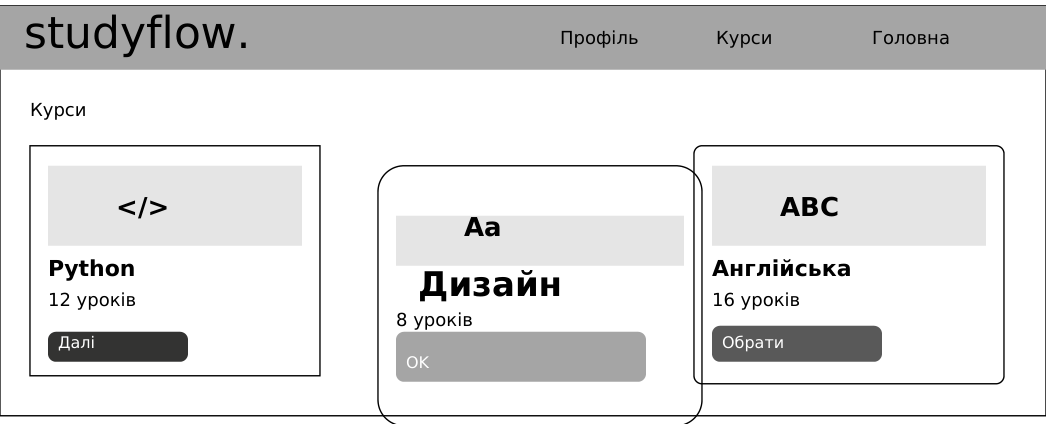 studyflow.
Профіль Курси Головна
Курси
</>
Python
12 уроків
Далі
Aa
Дизайн
8 уроків
OK
ABC
Англійська
16 уроків
Обрати